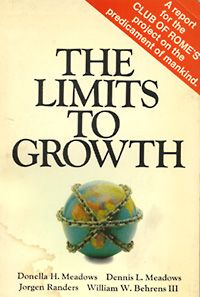 A report
for the
CLUB OF ROME'S
project on the
predicament of mankind
THE
LIMITS
TO
GROWTH
Donella H. Meadows Dennis L. Meadows
Jorgen Randers William W. Behrens III